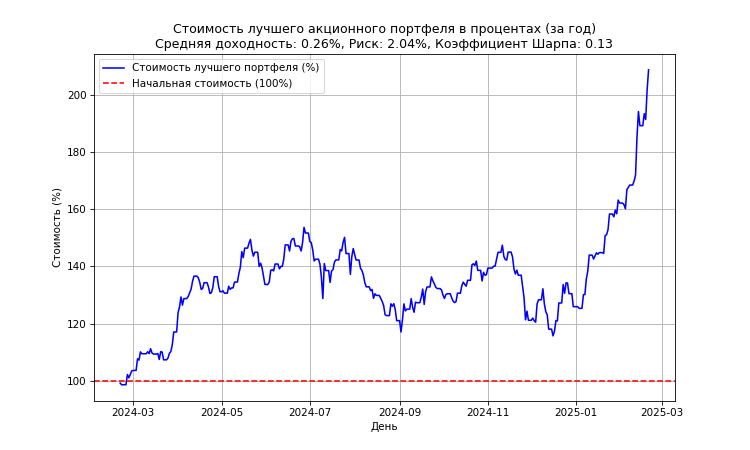 Стоимость лучшего акционного портфеля в процентах (за год)
Средняя доходность: 0.26%, Риск: 2.04%, Коэффициент Шарпа: 0.13
Стоимость лучшего портфеля (%)
Начальная стоимость (100%)
Стоимость (%)
200
180
160
140
120
100
2024-03 2024-05 2024-07 2024-09 2024-11 2025-01 2025-03
День